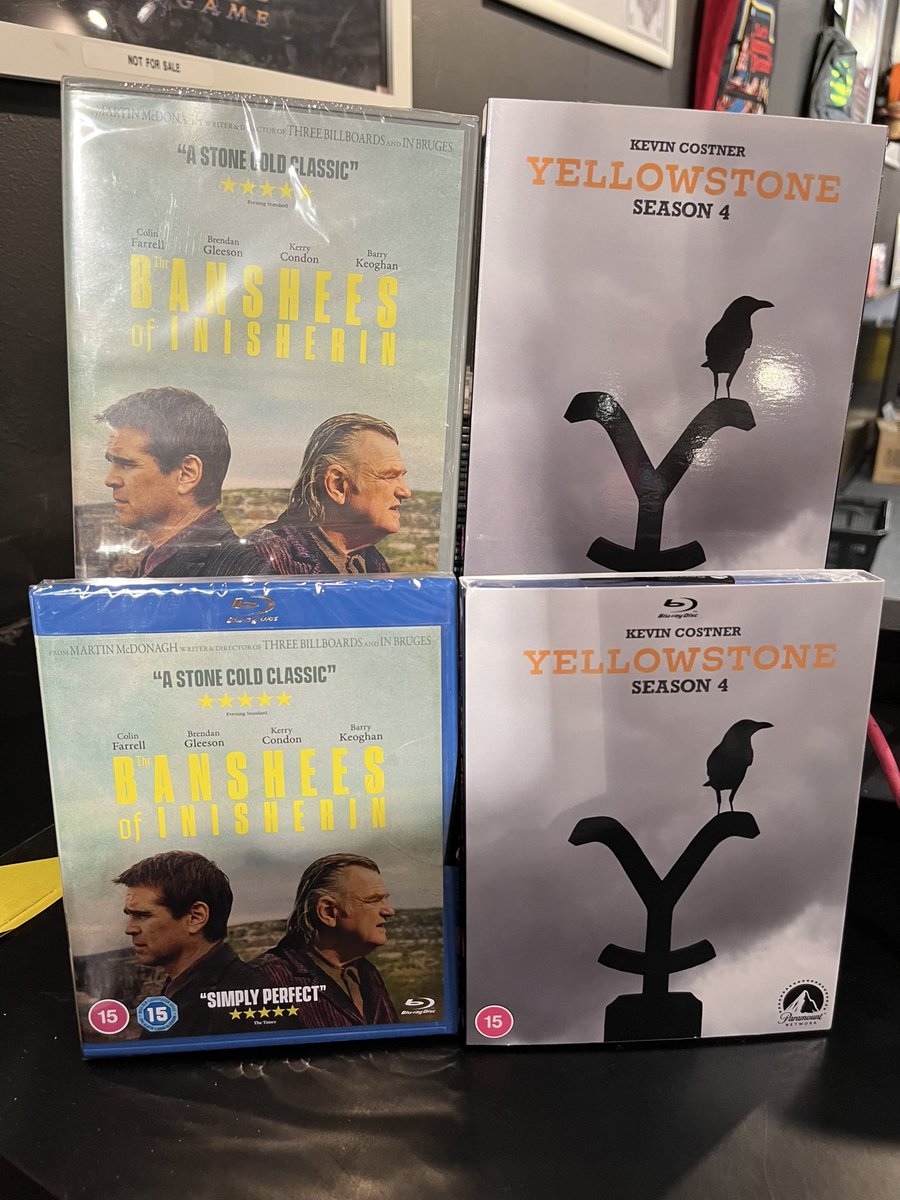 GAME
NOT FOR SALE
MARTIN McDONAGH WRITER & DIRECTOR OF THREE BILLBOARDS AND IN BRUGES
"A STONE COLD CLASSIC"
Evening Standard
Colin Farrell
Brendan Gleeson
Kerry Condon
Barry Keoghan
The BANSHEES
of INISHERIN
KEVIN COSTNER
YELLOWSTONE
SEASON 4
Blu-ray Disc
FROM MARTIN McDONAGH WRITER & DIRECTOR OF THREE BILLBOARDS AND IN BRUGES
"A STONE COLD CLASSIC"
Evening Standard
Colin Farrell
Brendan Gleeson
Kerry Condon
Barry Keoghan
The BANSHEES
of INISHERIN
"SIMPLY PERFECT"
The Times
15
15
Blu-ray Disc
Blu-ray Disc
KEVIN COSTNER
YELLOWSTONE
SEASON 4
15
Paramount
NETWORK